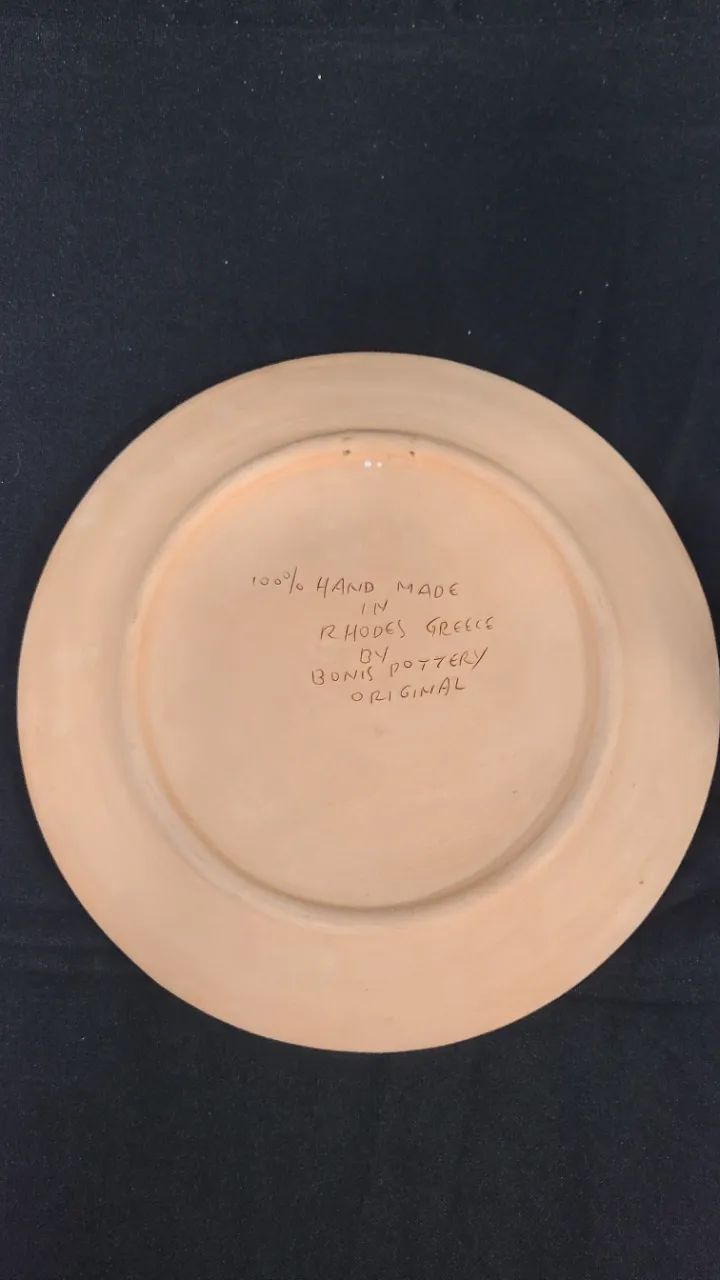 100% HAND MADE
IN
RHODES GREECE
BY
BONIS POTTERY
ORIGINAL